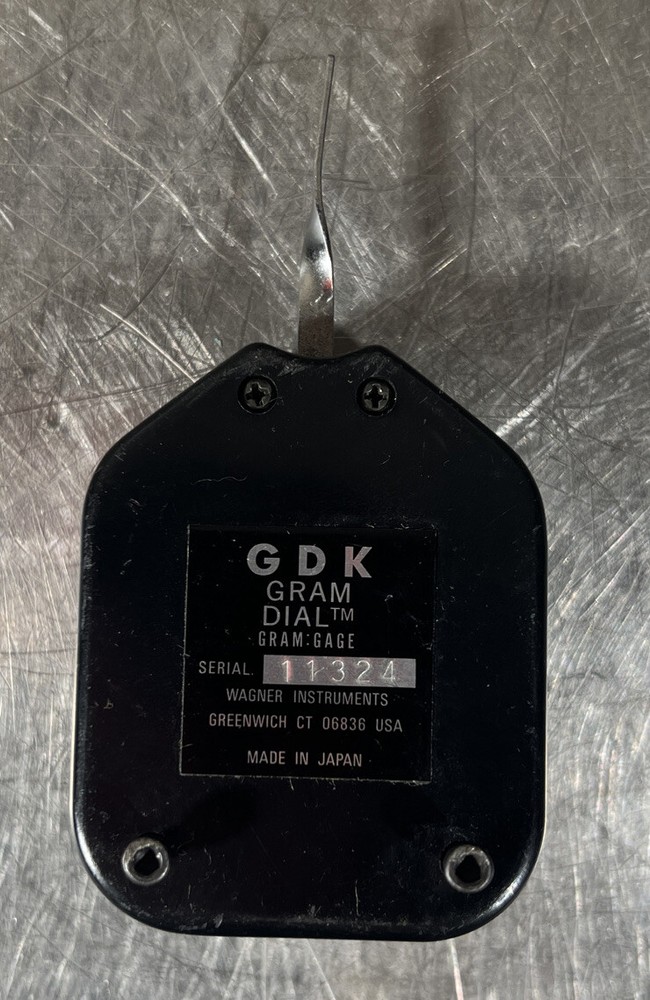 GDK
GRAM
DIAL™
GRAM:GAGE
SERIAL. 11324
WAGNER INSTRUMENTS
GREENWICH CT 06836 USA
MADE IN JAPAN